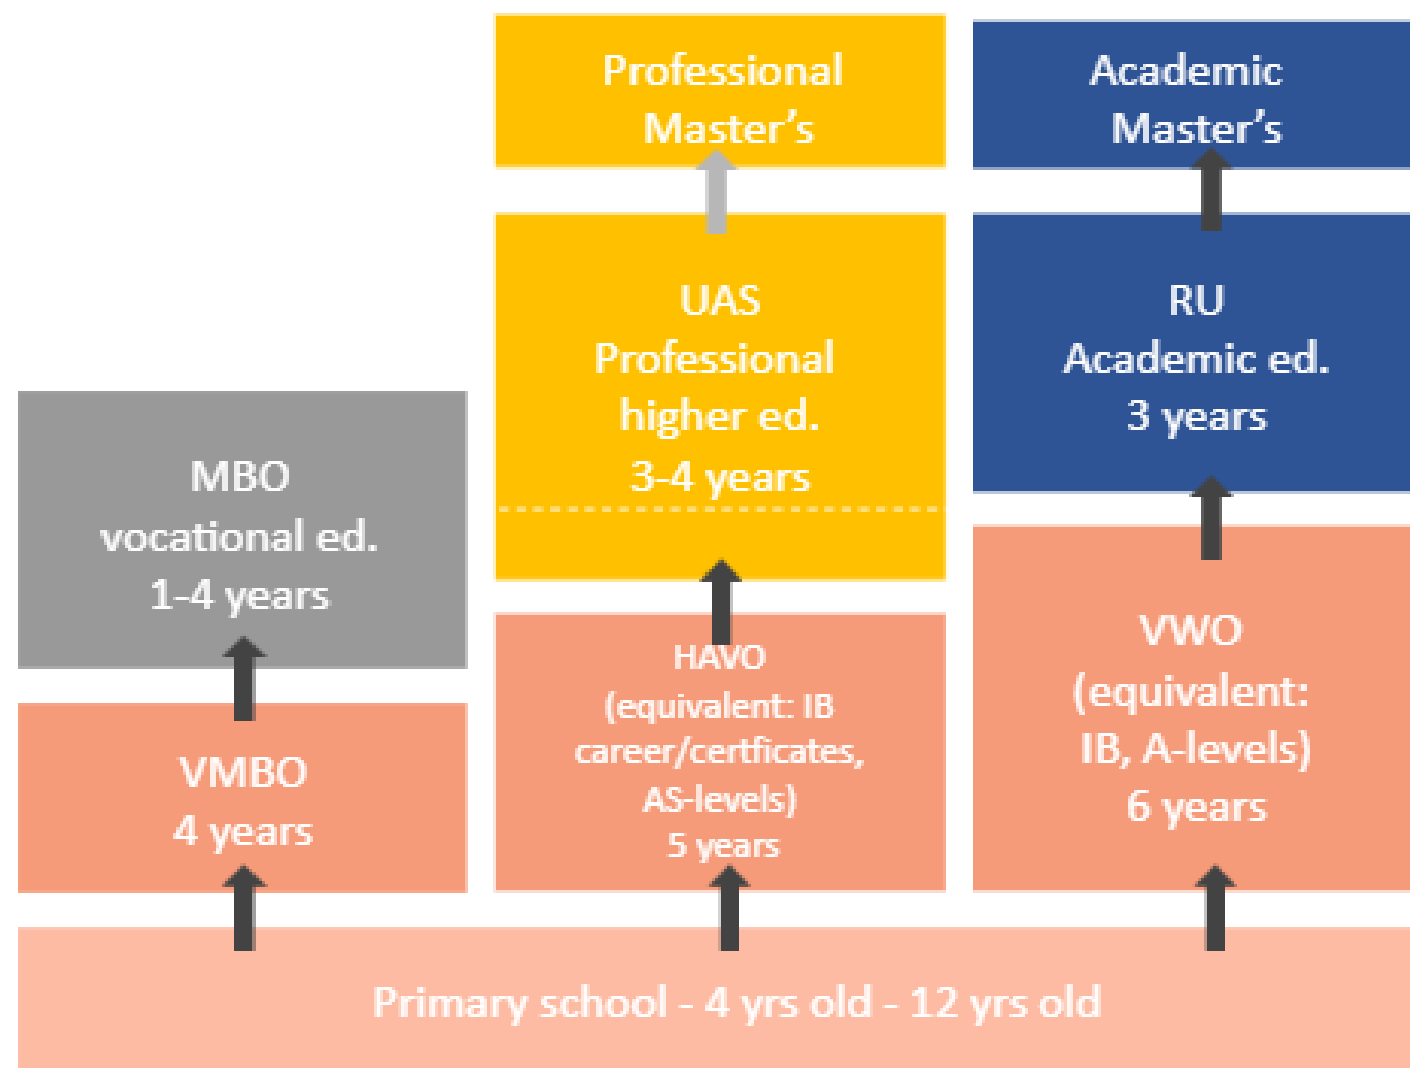 Professional
Master's
Academic
Master's
UAS
Professional
higher ed.
3-4 years
RU
Academic ed.
3 years
MBO
vocational ed.
1-4 years
HAVO
(equivalent: IB
career/certficates,
AS-levels)
5 years
VWO
(equivalent:
IB, A-levels)
6 years
VMBO
4 years
Primary school - 4 yrs old - 12 yrs old